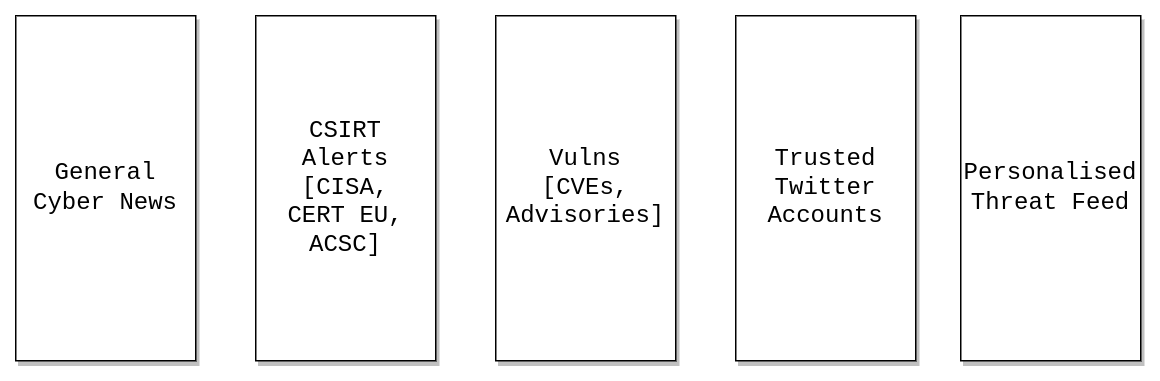 General
Cyber News
CSIRT
Alerts
[CISA,
CERT EU,
ACSC]
Vulns
[CVEs,
Advisories]
Trusted
Twitter
Accounts
Personalised
Threat Feed